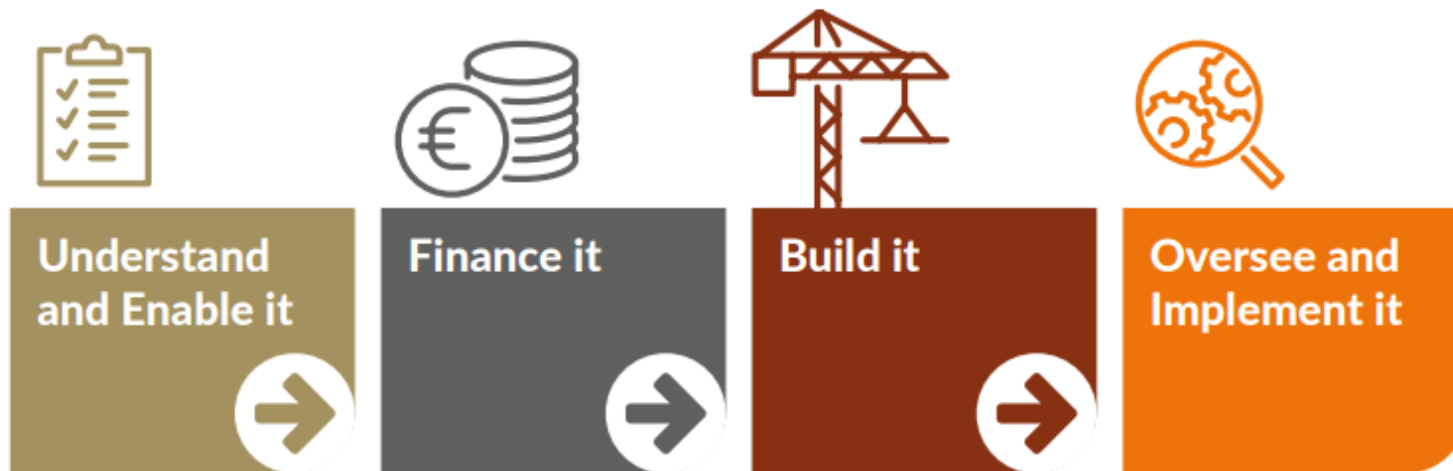 Understand
and Enable it
Finance it
Build it
Oversee and
Implement it